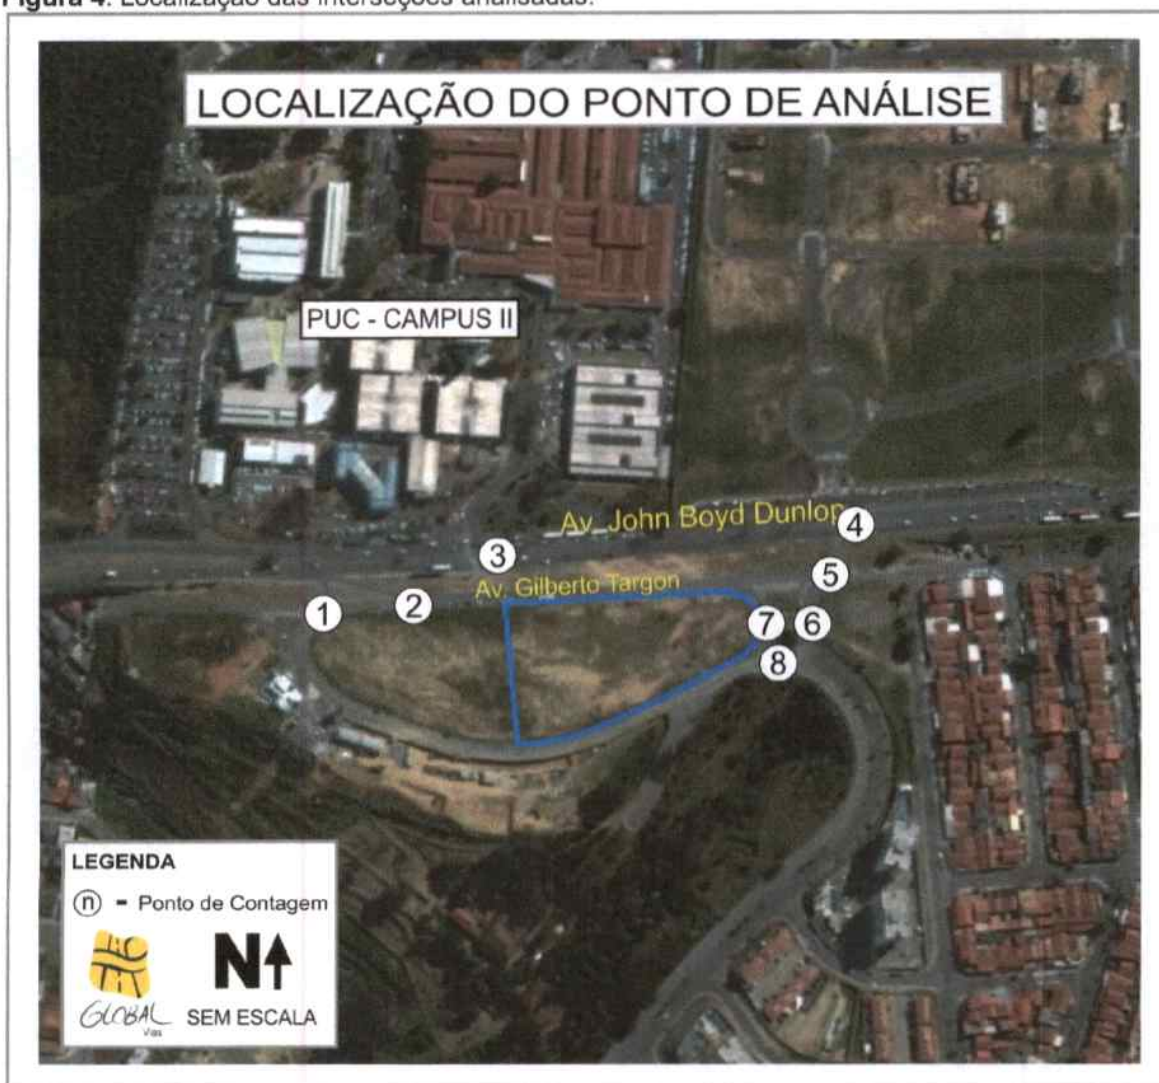 Figura 4. Localização das interseções analisadas.
LOCALIZAÇÃO DO PONTO DE ANÁLISE
PUC - CAMPUS II
Av. John Boyd Dunlop
4
3
5
Av. Gilberto Targon
1
2
7
6
8
LEGENDA
n - Ponto de Contagem
N
GLOBAL
Vias
SEM ESCALA